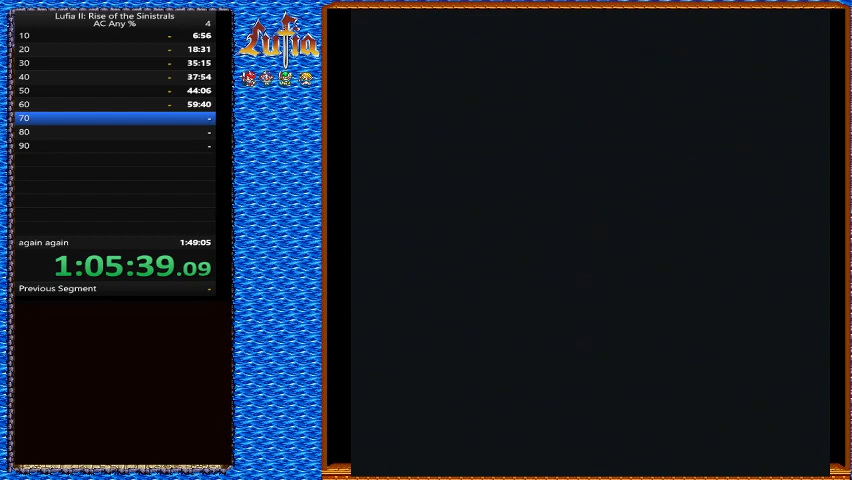 Lufia II: Rise of the Sinistrals
AC Any % 4
10 - 6:56
20 - 18:31
30 - 35:15
40 - 37:54
50 - 44:06
60 - 59:40
70 -
80 -
90 -
again again 1:49:05
1:05:39.09
Previous Segment -
Lufia